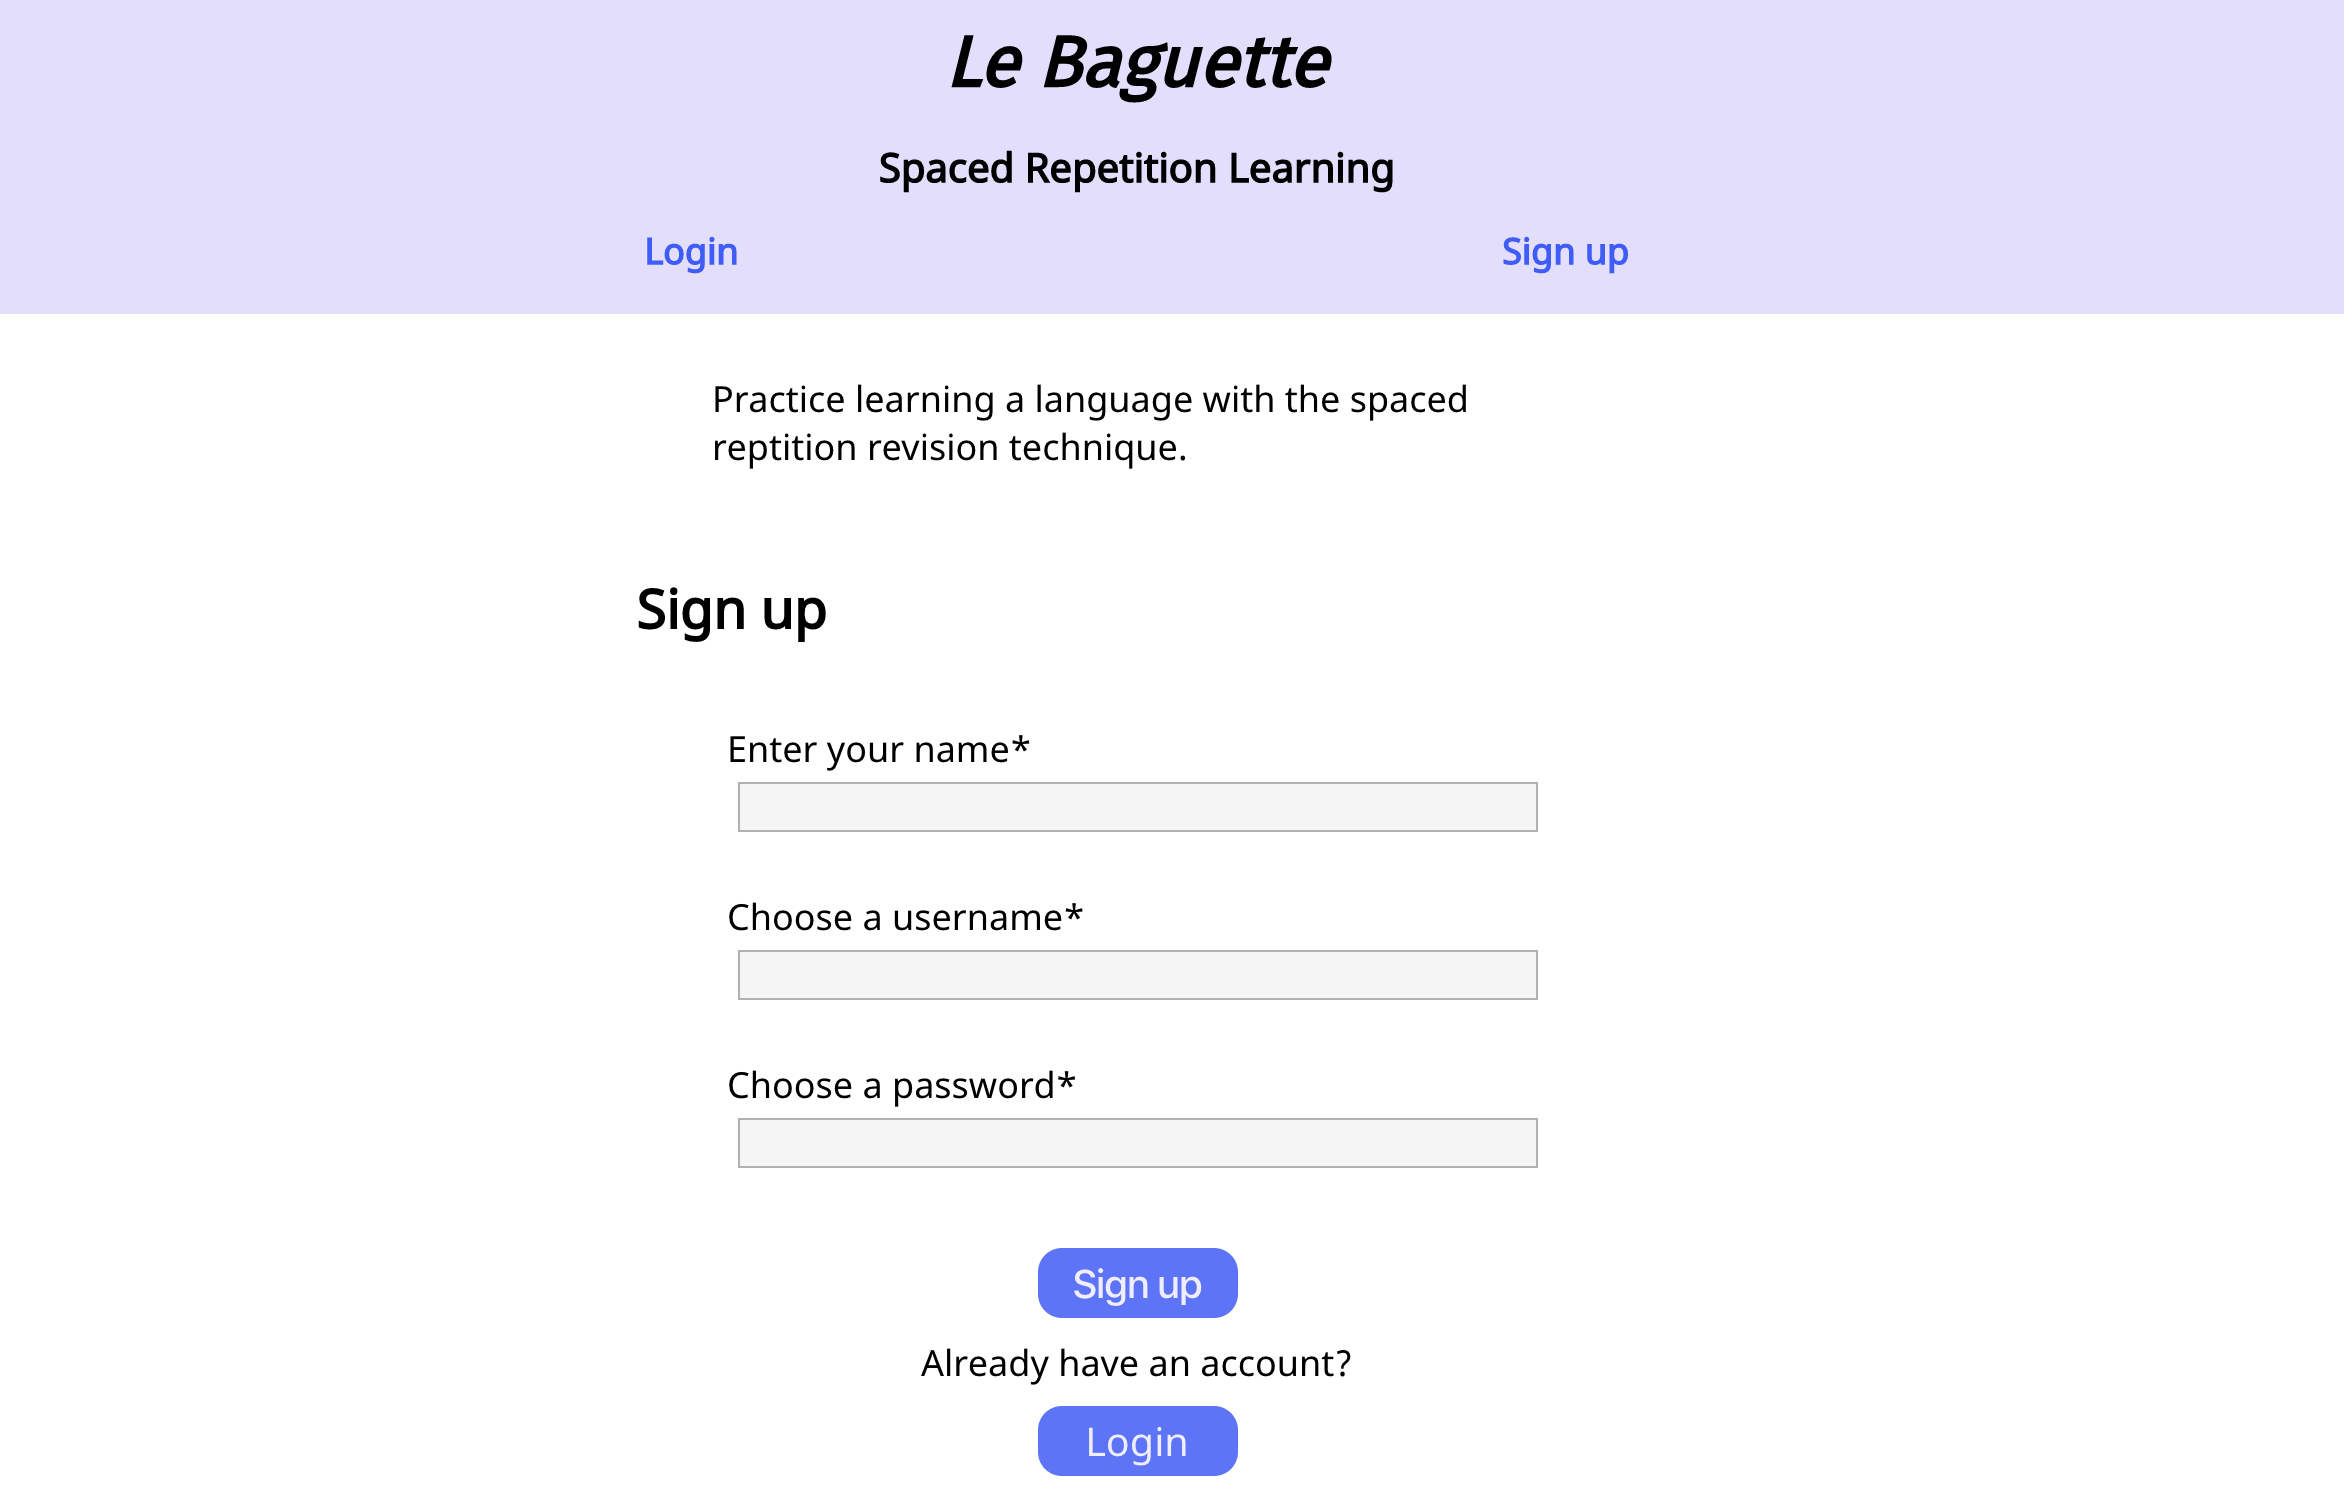 Le Baguette
Spaced Repetition Learning
Login
Sign up
Practice learning a language with the spaced
reptition revision technique.
Sign up
Enter your name*
Choose a username*
Choose a password*
Sign up
Already have an account?
Login